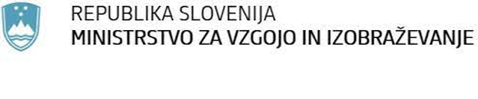 REPUBLIKA SLOVENIJA
MINISTRSTVO ZA VZGOJO IN IZOBRAŽEVANJE